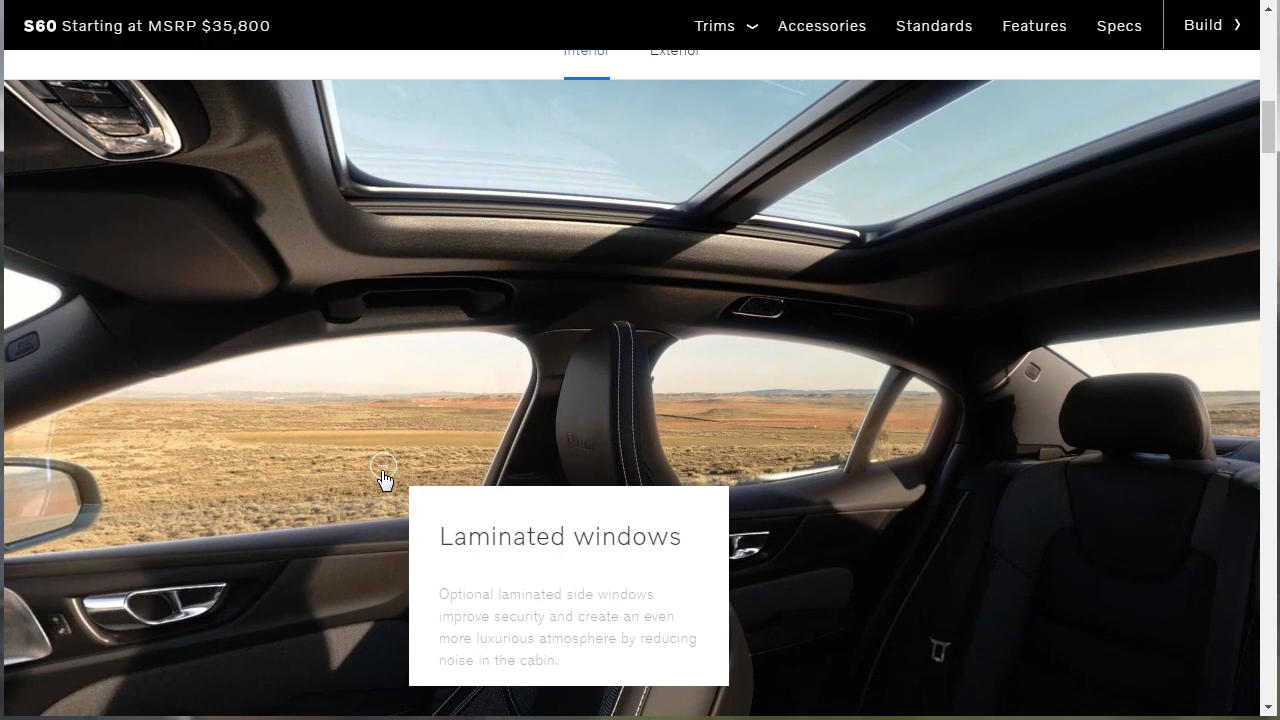 S60 Starting at MSRP $35,800
Trims
Accessories
Standards
Features
Specs
Build
Interior
Exterior
Laminated windows
Optional laminated side windows
improve security and create an even
more luxurious atmosphere by reducing
noise in the cabin.